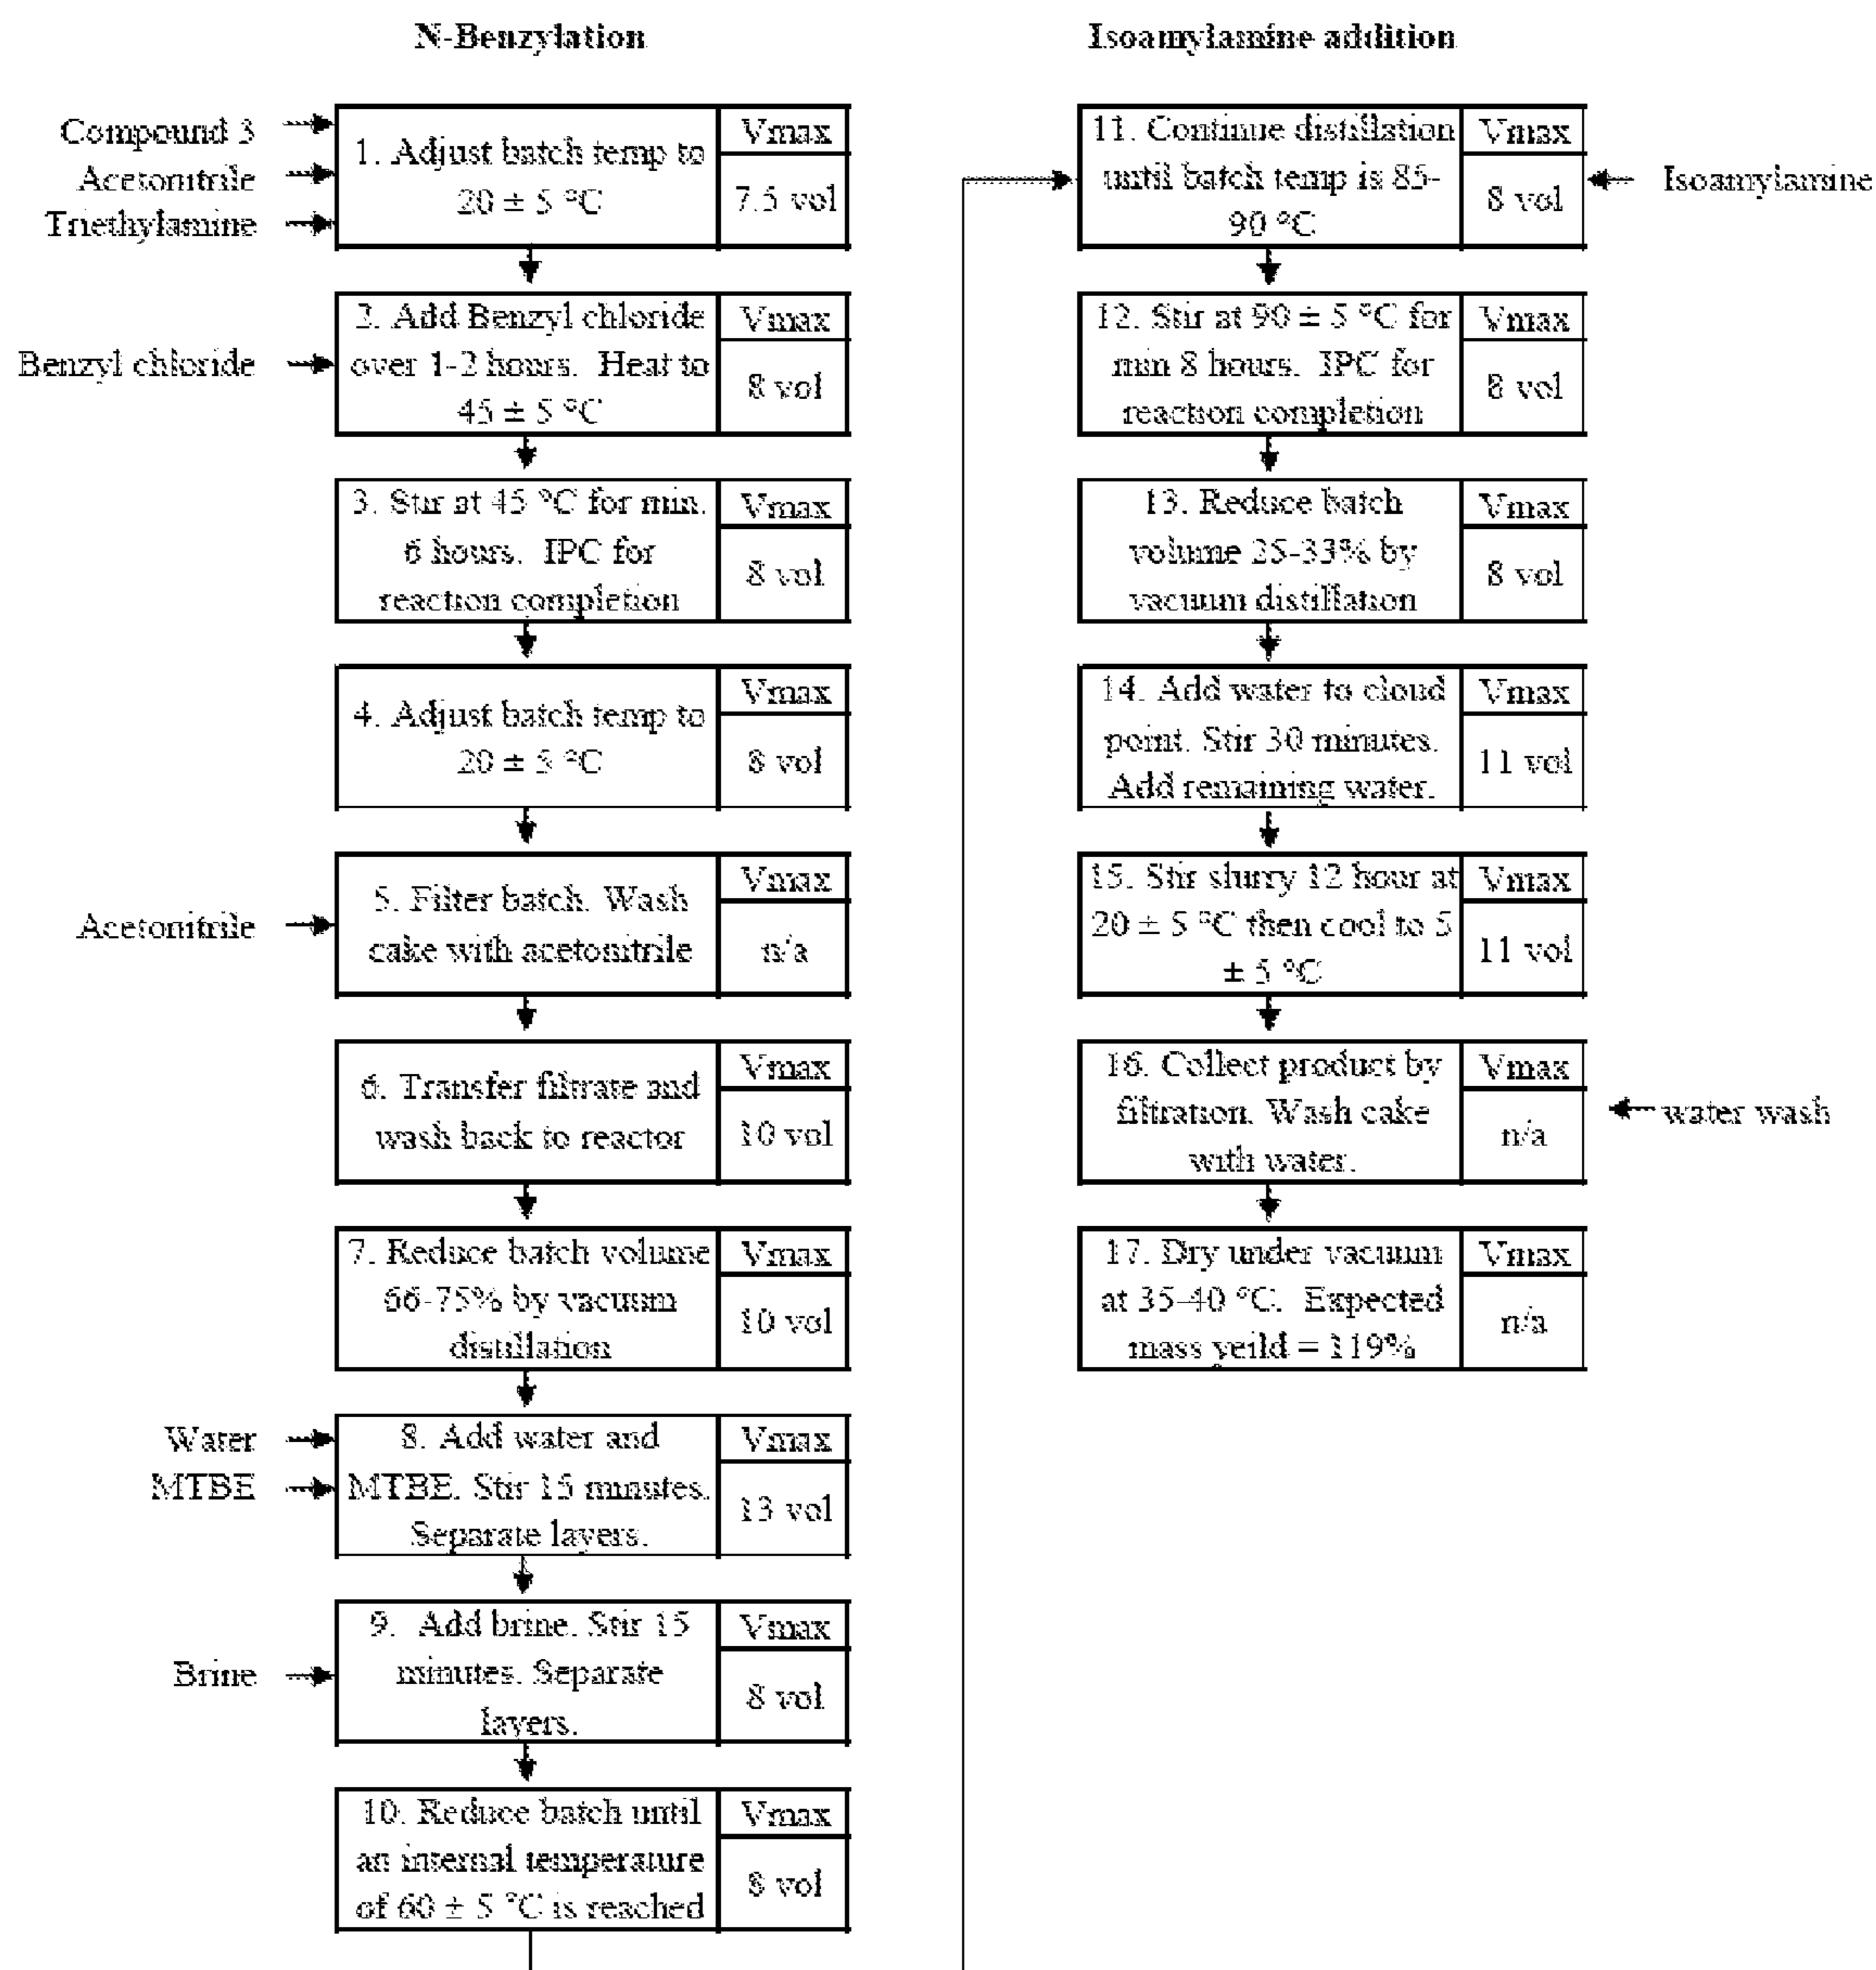 N-Benzylation
Compound 3
Acetonitrile
Triethylamine
1. Adjust batch temp to
20 ± 5 °C
Vmax
7.5 vol
Benzyl chloride
2. Add Benzyl chloride
over 1-2 hours. Heat to
45 ± 5 °C
Vmax
8 vol
3. Stir at 45 °C for min.
6 hours. IPC for
reaction completion
Vmax
8 vol
4. Adjust batch temp to
20 ± 5 °C
Vmax
8 vol
Acetonitrile
5. Filter batch. Wash
cake with acetonitrile
Vmax
n/a
6. Transfer filtrate and
wash back to reactor
Vmax
10 vol
7. Reduce batch volume
66-75% by vacuum
distillation
Vmax
10 vol
Water
MTBE
8. Add water and
MTBE. Stir 15 minutes.
Separate layers.
Vmax
13 vol
Brine
9. Add brine. Stir 15
minutes. Separate
layers.
Vmax
8 vol
10. Reduce batch until
an internal temperature
of 60 ± 5 °C is reached
Vmax
8 vol
Isoamylamine addition
11. Continue distillation
until batch temp is 85-
90 °C
Vmax
8 vol
Isoamylamine
12. Stir at 90 ± 5 °C for
min 8 hours. IPC for
reaction completion
Vmax
8 vol
13. Reduce batch
volume 25-33% by
vacuum distillation
Vmax
8 vol
14. Add water to cloud
point. Stir 30 minutes.
Add remaining water.
Vmax
11 vol
15. Stir slurry 12 hour at
20 ± 5 °C then cool to 5
± 5 °C
Vmax
11 vol
16. Collect product by
filtration. Wash cake
with water.
Vmax
n/a
water wash
17. Dry under vacuum
at 35-40 °C. Expected
mass yeild = 119%
Vmax
n/a